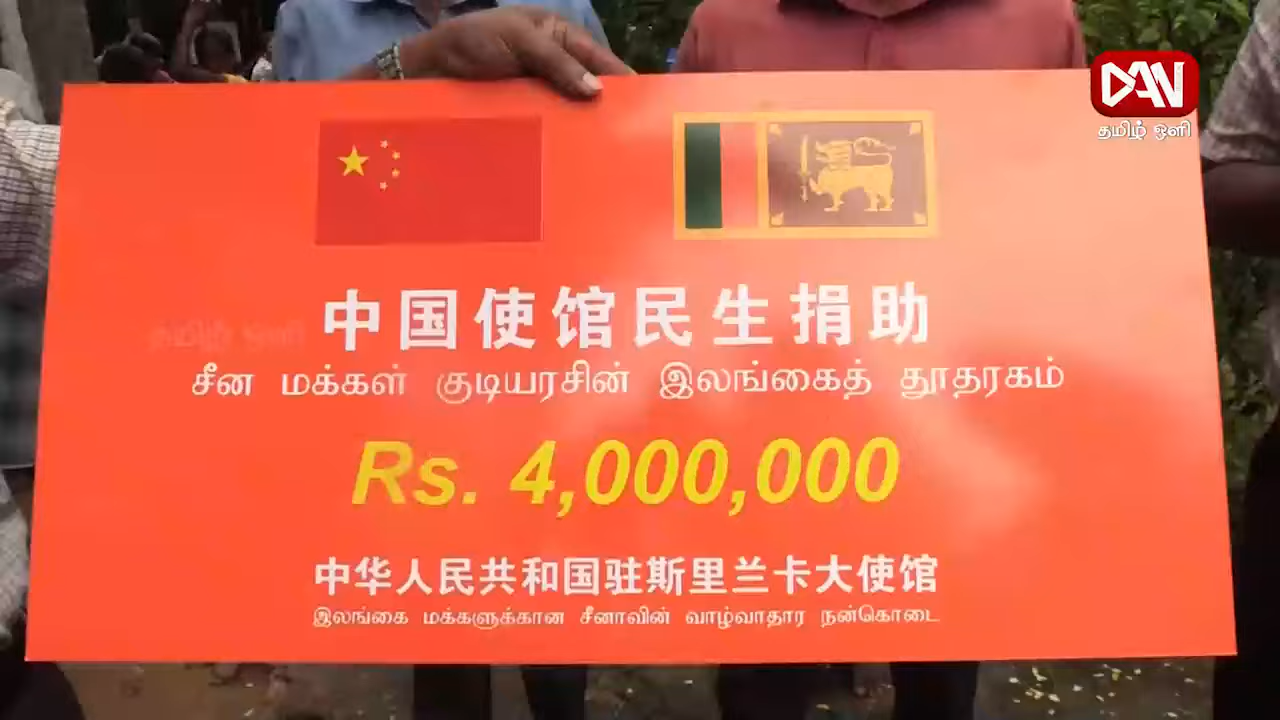 DAN
தமிழ் ஒளி
中国使馆民生捐助
தமிழ் ஒளி
சீன மக்கள் குடியரசின் இலங்கைத் தூதரகம்
Rs. 4,000,000
中华人民共和国驻斯里兰卡大使馆
இலங்கை மக்களுக்கான சீனாவின் வாழ்வாதார நன்கொடை